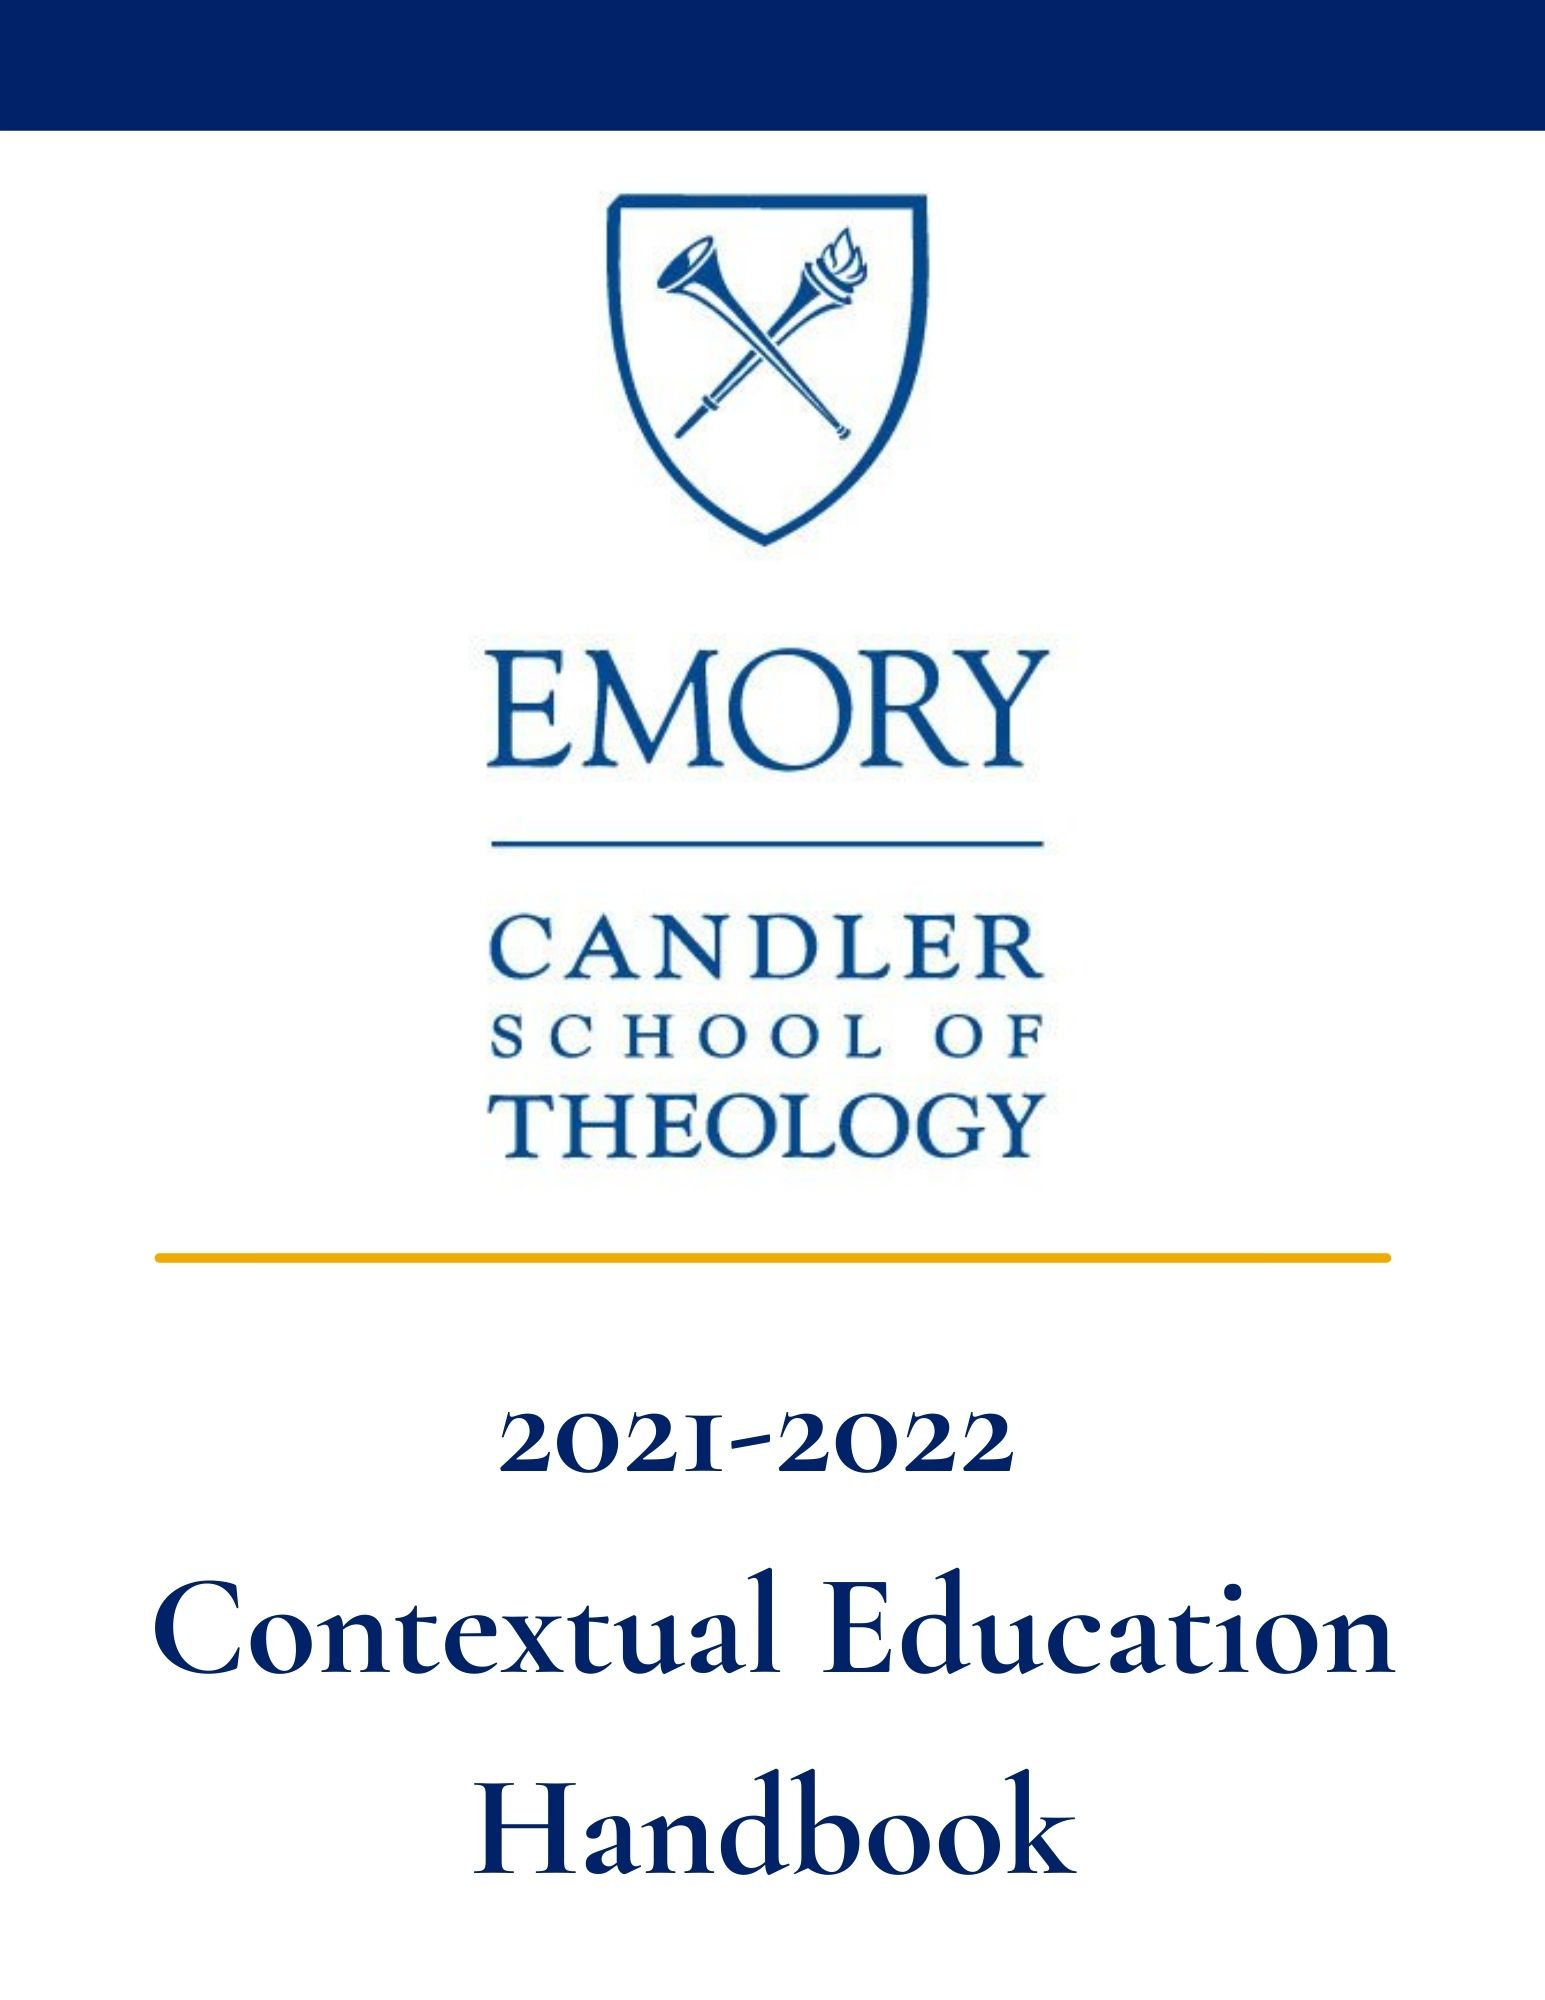 EMORY
CANDLER
SCHOOL OF
THEOLOGY
2021-2022
Contextual Education
Handbook